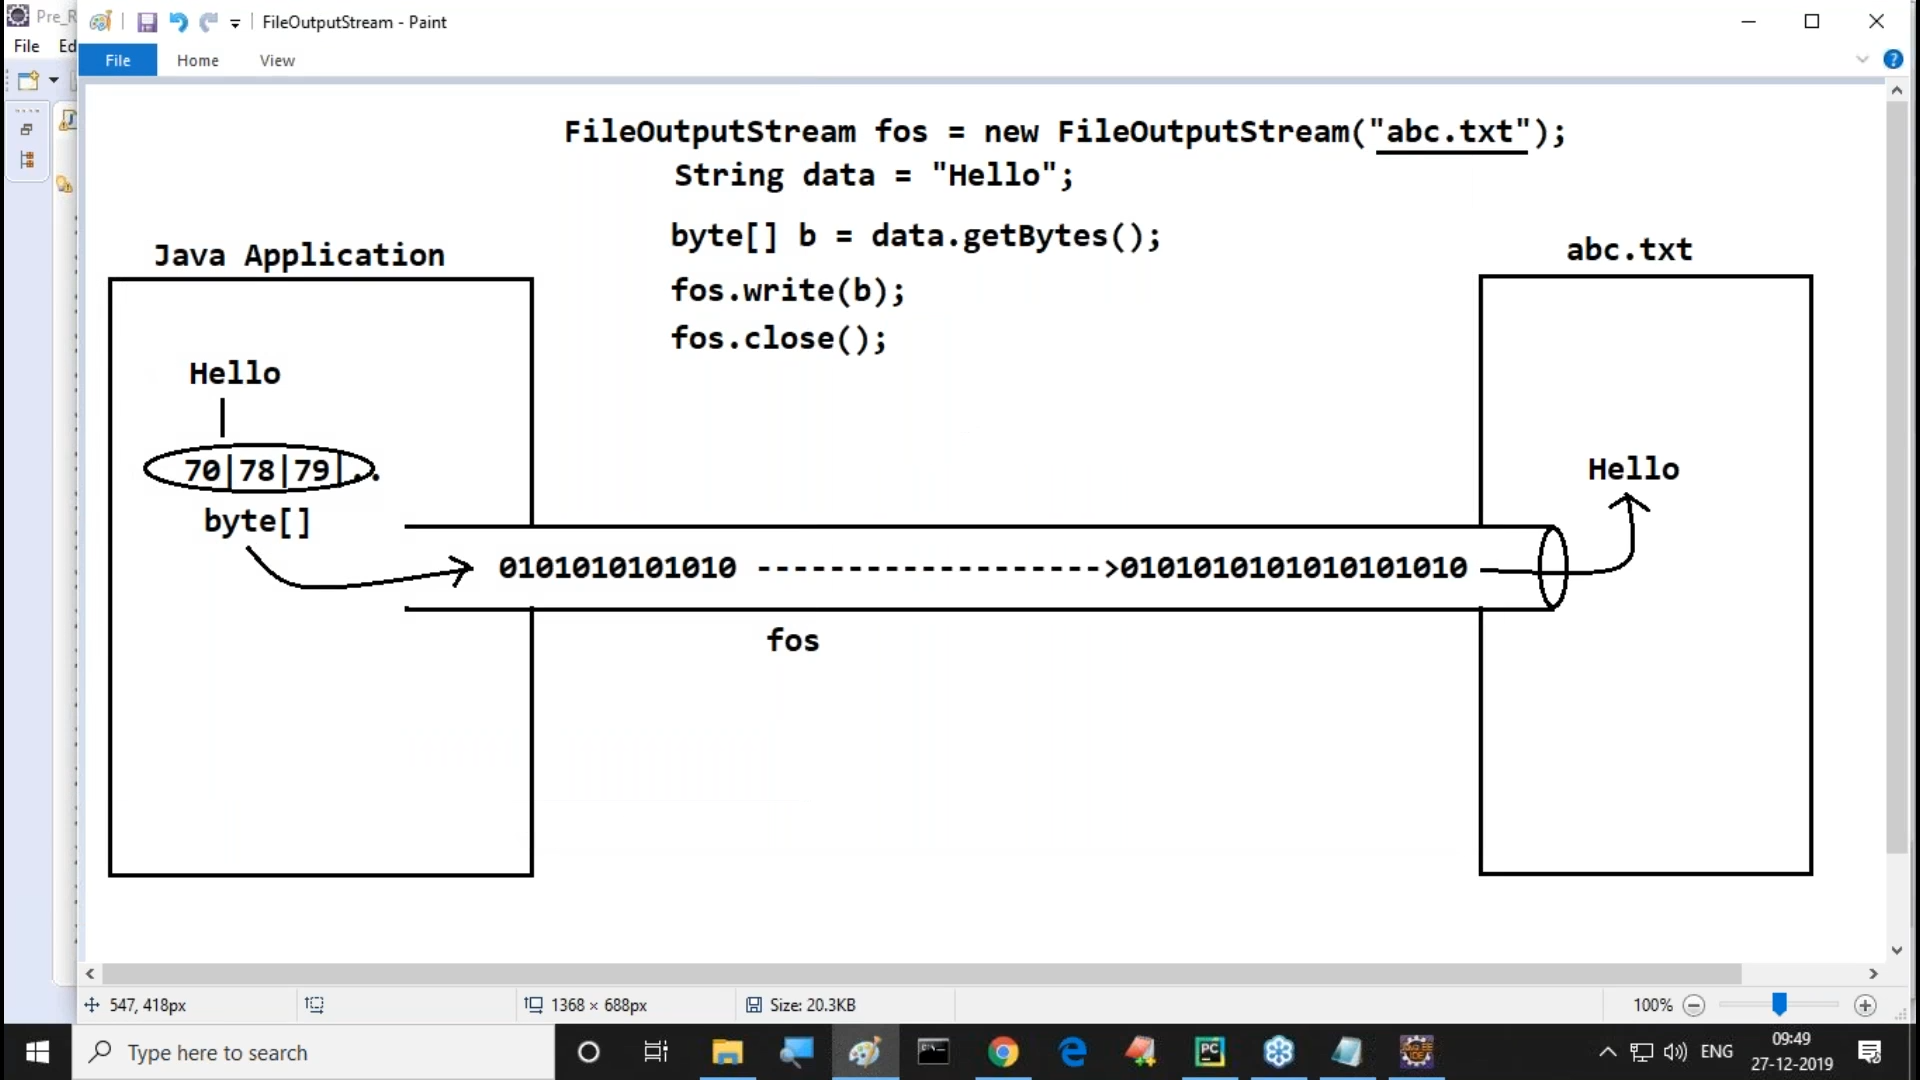 Pre_R
FileOutputStream - Paint
File Ed
File Home View
FileOutputStream fos = new FileOutputStream("abc.txt");
String data = "Hello";
byte[] b = data.getBytes();
fos.write(b);
fos.close();
Java Application
abc.txt
Hello
70|78|79|..
byte[]
Hello
0101010101010 ------------------->0101010101010101010
fos
547, 418px
1368 × 688px
Size: 20.3KB
100%
Type here to search
PC
ENG
09:49
27-12-2019